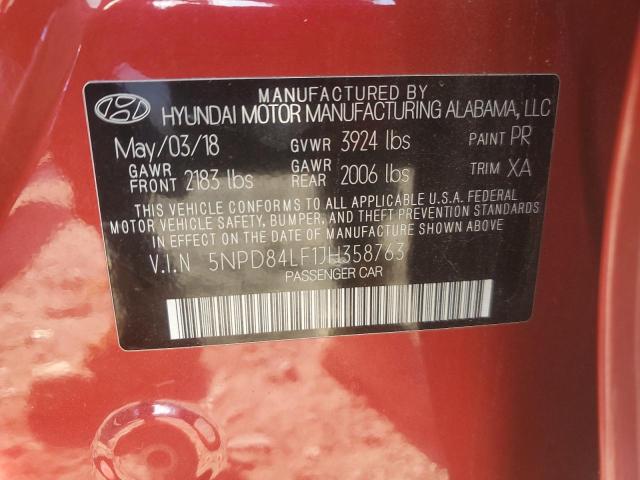 MANUFACTURED BY
HYUNDAI MOTOR MANUFACTURING ALABAMA, LLC
May/03/18 GVWR 3924 lbs PAINT PR
GAWR FRONT 2183 lbs GAWR REAR 2006 lbs TRIM XA
THIS VEHICLE CONFORMS TO ALL APPLICABLE U.S.A. FEDERAL
MOTOR VEHICLE SAFETY, BUMPER, AND THEFT PREVENTION STANDARDS
IN EFFECT ON THE DATE OF MANUFACTURE SHOWN ABOVE
V.I.N 5NPD84LF1JH358763
PASSENGER CAR